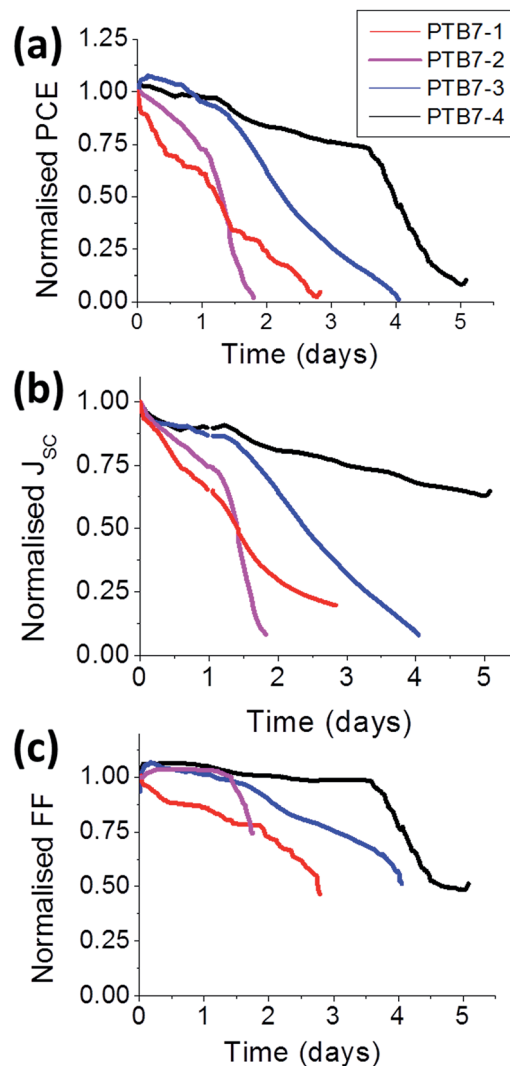 (a)
PTB7-1
PTB7-2
PTB7-3
PTB7-4
Normalised PCE
1.25
1.00
0.75
0.50
0.25
0.00
0 1 2 3 4 5
Time (days)
(b)
Normalised J_SC
1.00
0.75
0.50
0.25
0.00
0 1 2 3 4 5
Time (days)
(c)
Normalised FF
1.00
0.75
0.50
0.25
0.00
0 1 2 3 4 5
Time (days)